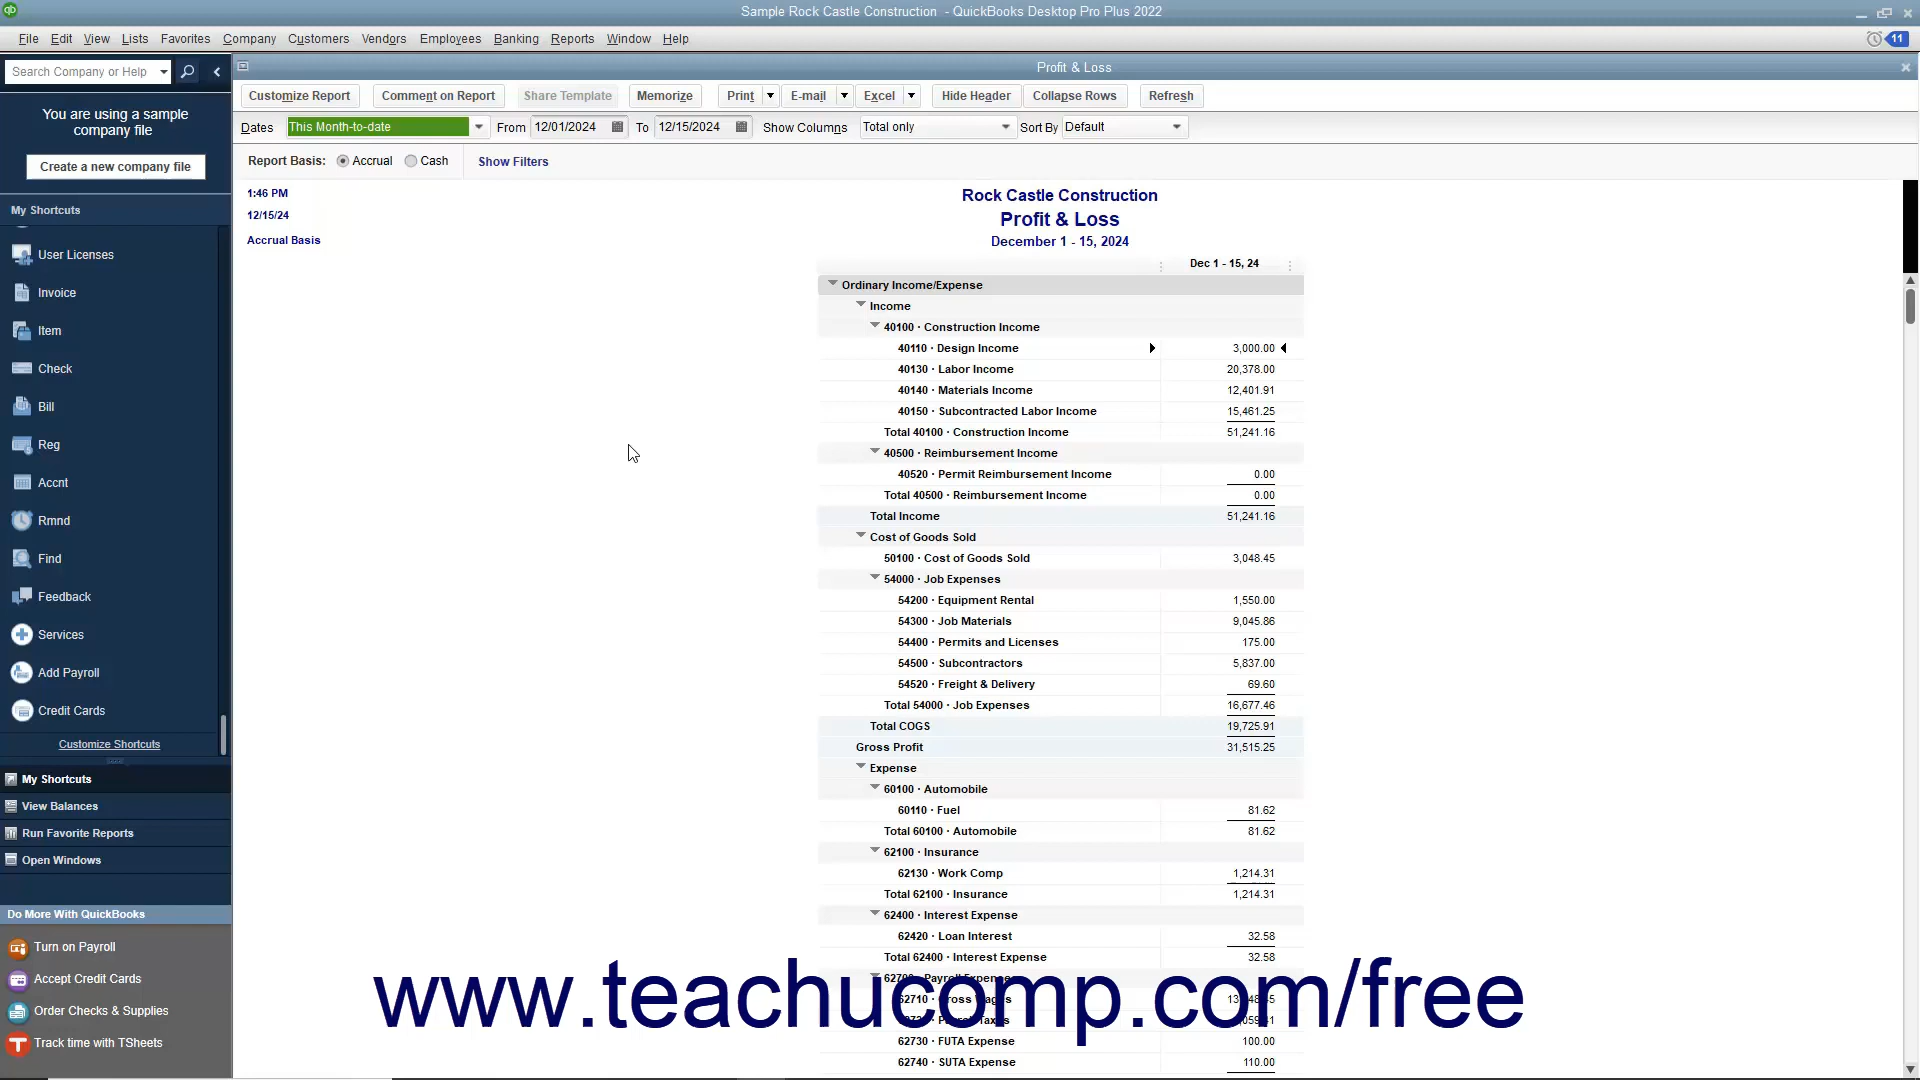 Sample Rock Castle Construction - QuickBooks Desktop Pro Plus 2022
File Edit View Lists Favorites Company Customers Vendors Employees Banking Reports Window Help
11
Search Company or Help
Profit & Loss
You are using a sample
company file
Create a new company file
Customize Report Comment on Report Share Template Memorize Print E-mail Excel Hide Header Collapse Rows Refresh
Dates This Month-to-date From 12/01/2024 To 12/15/2024 Show Columns Total only Sort By Default
Report Basis: Accrual Cash Show Filters
My Shortcuts
User Licenses
Invoice
Item
Check
Bill
Reg
Accnt
Rmnd
Find
Feedback
Services
Add Payroll
Credit Cards
Customize Shortcuts
My Shortcuts
View Balances
Run Favorite Reports
Open Windows
Do More With QuickBooks
Turn on Payroll
Accept Credit Cards
Order Checks & Supplies
Track time with TSheets
1:46 PM
12/15/24
Accrual Basis
Rock Castle Construction
Profit & Loss
December 1 - 15, 2024
Dec 1 - 15, 24
Ordinary Income/Expense
Income
40100 · Construction Income
40110 · Design Income 3,000.00
40130 · Labor Income 20,378.00
40140 · Materials Income 12,401.91
40150 · Subcontracted Labor Income 15,461.25
Total 40100 · Construction Income 51,241.16
40500 · Reimbursement Income
40520 · Permit Reimbursement Income 0.00
Total 40500 · Reimbursement Income 0.00
Total Income 51,241.16
Cost of Goods Sold
50100 · Cost of Goods Sold 3,048.45
54000 · Job Expenses
54200 · Equipment Rental 1,550.00
54300 · Job Materials 9,045.86
54400 · Permits and Licenses 175.00
54500 · Subcontractors 5,837.00
54520 · Freight & Delivery 69.60
Total 54000 · Job Expenses 16,677.46
Total COGS 19,725.91
Gross Profit 31,515.25
Expense
60100 · Automobile
60110 · Fuel 81.62
Total 60100 · Automobile 81.62
62100 · Insurance
62130 · Work Comp 1,214.31
Total 62100 · Insurance 1,214.31
62400 · Interest Expense
62420 · Loan Interest 32.58
Total 62400 · Interest Expense 32.58
Payroll Expenses
62710 · Gross Wages
Payroll Taxes
62730 · FUTA Expense 100.00
62740 · SUTA Expense 110.00
www.teachucomp.com/free